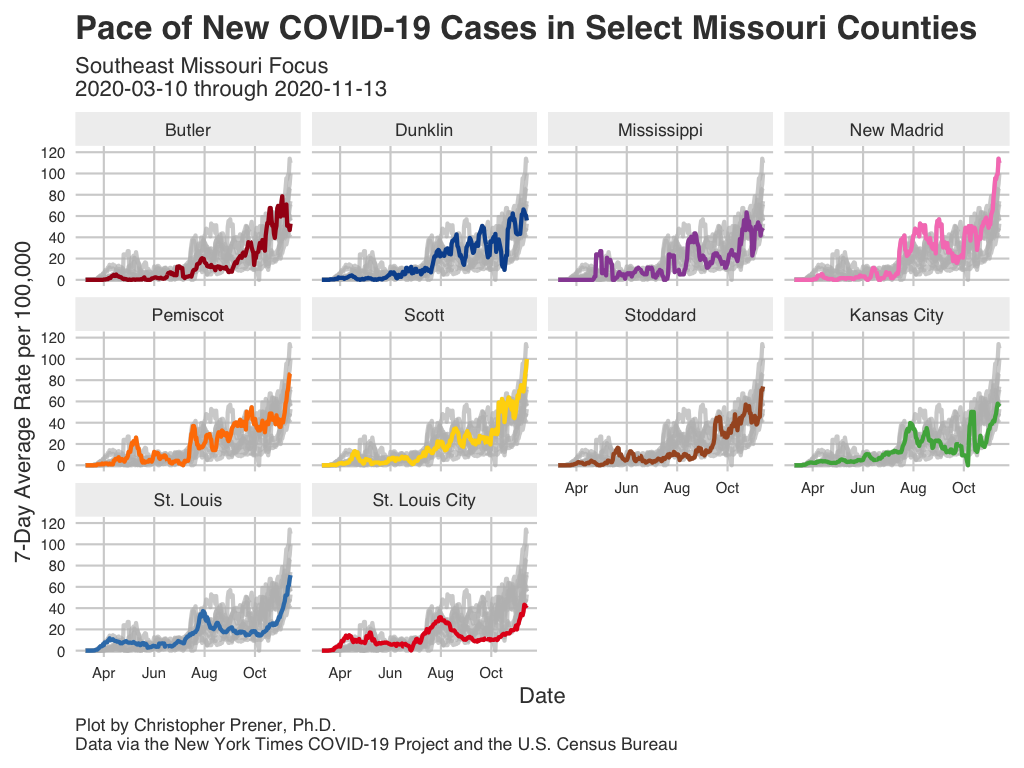 Pace of New COVID-19 Cases in Select Missouri Counties
Southeast Missouri Focus
2020-03-10 through 2020-11-13
Butler
Dunklin
Mississippi
New Madrid
120
100
80
60
40
20
0
Pemiscot
Scott
Stoddard
Kansas City
120
100
80
60
40
20
0
Apr
Jun
Aug
Oct
Apr
Jun
Aug
Oct
St. Louis
St. Louis City
120
100
80
60
40
20
0
Apr
Jun
Aug
Oct
Apr
Jun
Aug
Oct
7-Day Average Rate per 100,000
Date
Plot by Christopher Prener, Ph.D.
Data via the New York Times COVID-19 Project and the U.S. Census Bureau